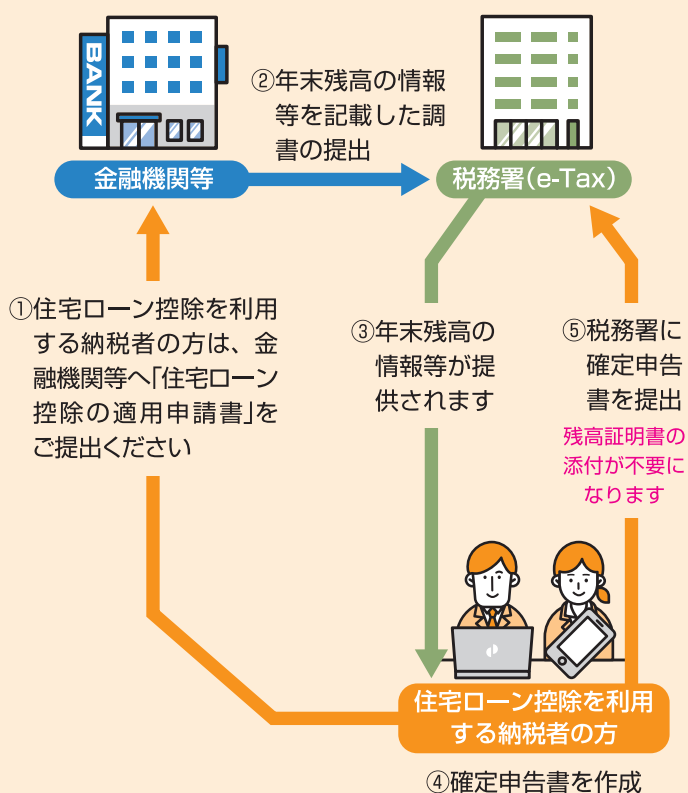 BANK
②年末残高の情報
等を記載した調
書の提出
金融機関等
税務署(e-Tax)
①住宅ローン控除を利用
する納税者の方は、金
融機関等へ「住宅ローン
控除の適用申請書」を
ご提出ください
③年末残高の
情報等が提
供されます
⑤税務署に
確定申告
書を提出
残高証明書の
添付が不要に
なります
住宅ローン控除を利用
する納税者の方
④確定申告書を作成